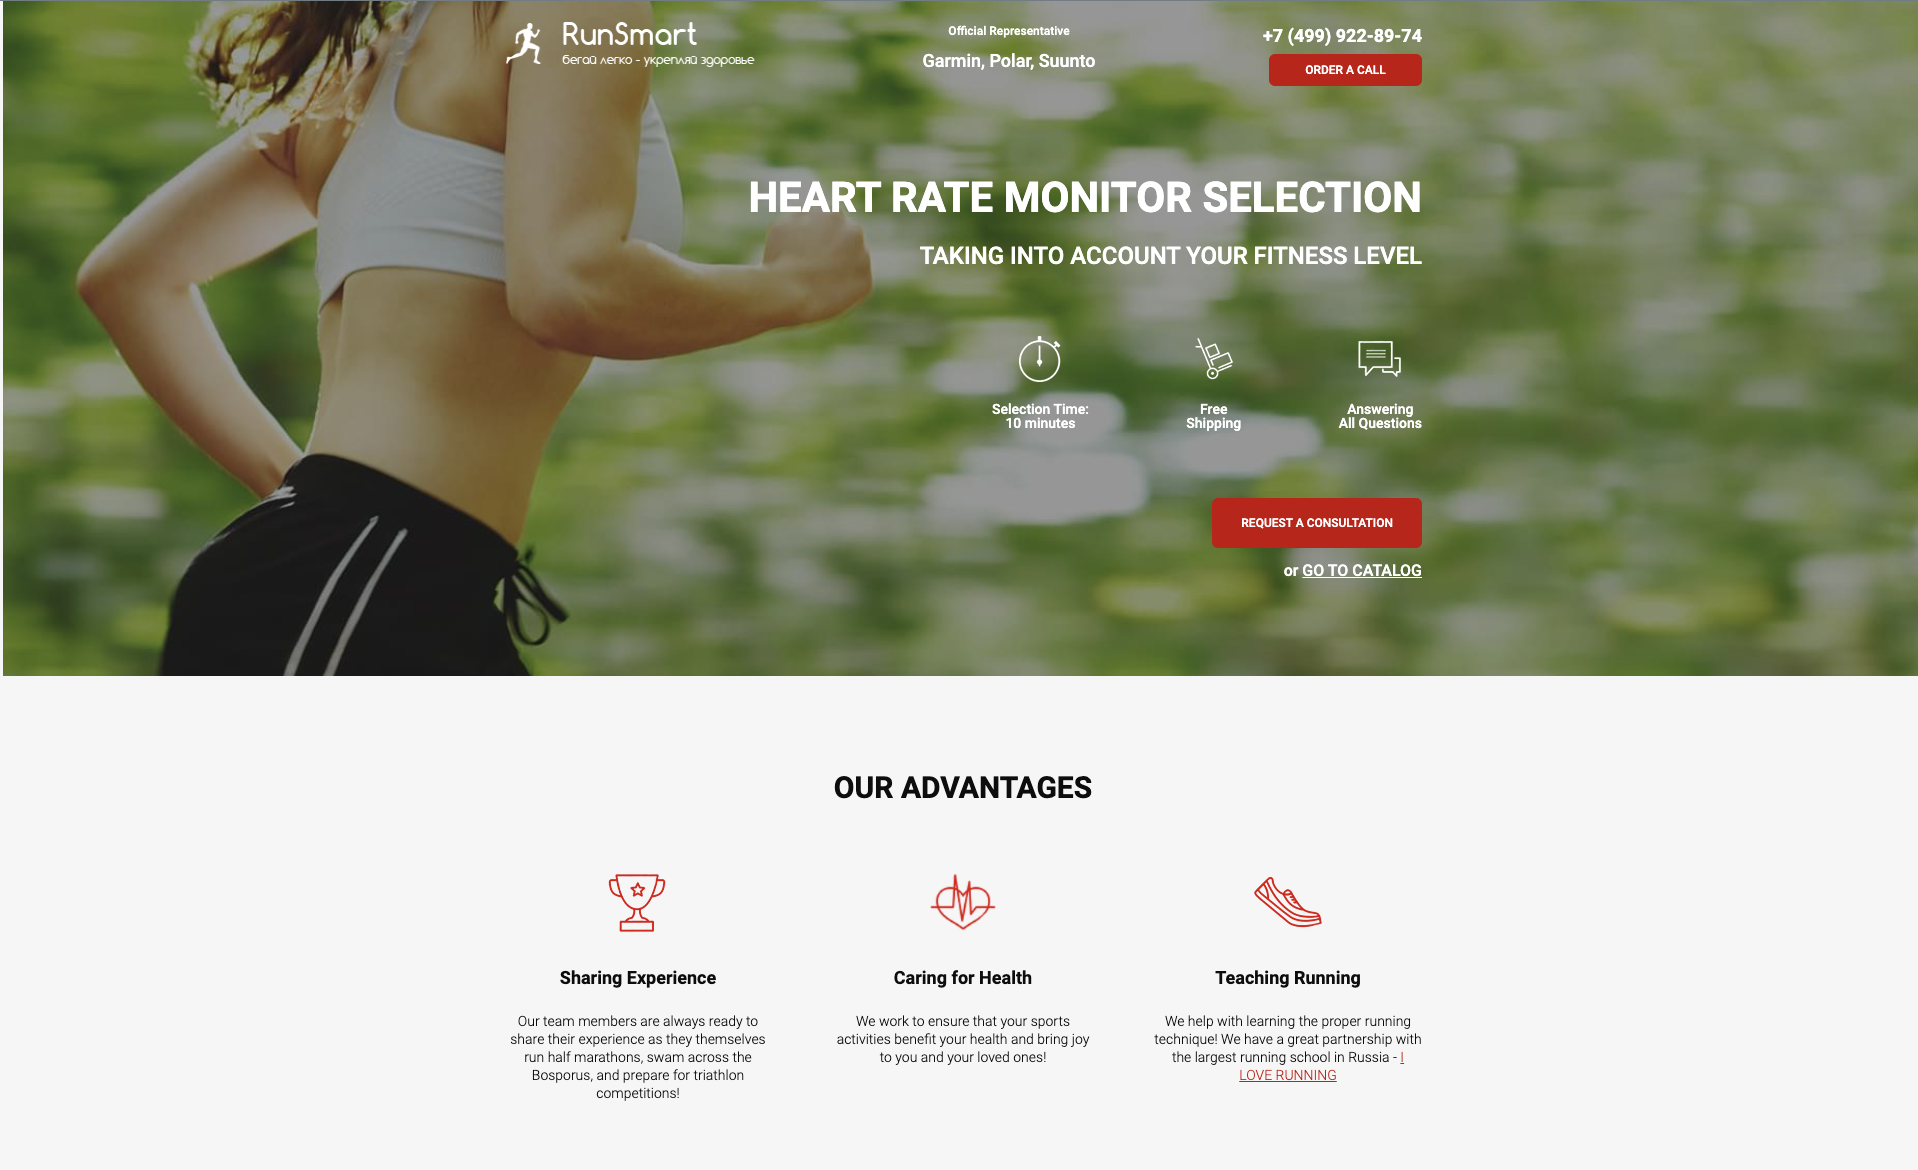 RunSmart
бегай легко - укрепляй здоровье
Official Representative
Garmin, Polar, Suunto
+7 (499) 922-89-74
ORDER A CALL
HEART RATE MONITOR SELECTION
TAKING INTO ACCOUNT YOUR FITNESS LEVEL
Selection Time:
10 minutes
Free
Shipping
Answering
All Questions
REQUEST A CONSULTATION
or GO TO CATALOG
OUR ADVANTAGES
Sharing Experience
Our team members are always ready to
share their experience as they themselves
run half marathons, swam across the
Bosporus, and prepare for triathlon
competitions!
Caring for Health
We work to ensure that your sports
activities benefit your health and bring joy
to you and your loved ones!
Teaching Running
We help with learning the proper running
technique! We have a great partnership with
the largest running school in Russia - I
LOVE RUNNING